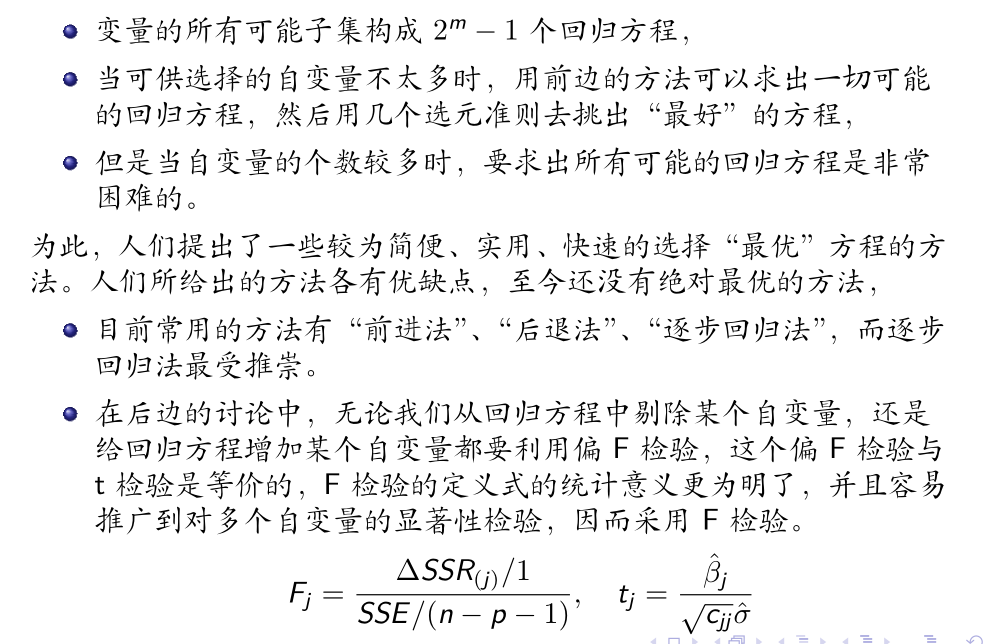 变量的所有可能子集构成 2^m − 1 个回归方程，
当可供选择的自变量不太多时，用前边的方法可以求出一切可能
的回归方程，然后用几个选元准则去挑出“最好”的方程，
但是当自变量的个数较多时，要求出所有可能的回归方程是非常
困难的。
为此，人们提出了一些较为简便、实用、快速的选择“最优”方程的方
法。人们所给出的方法各有优缺点，至今还没有绝对最优的方法，
目前常用的方法有“前进法”、“后退法”、“逐步回归法”，而逐步
回归法最受推崇。
在后边的讨论中，无论我们从回归方程中剔除某个自变量，还是
给回归方程增加某个自变量都要利用偏 F 检验，这个偏 F 检验与
t 检验是等价的，F 检验的定义式的统计意义更为明了，并且容易
推广到对多个自变量的显著性检验，因而采用 F 检验。
F_j = \frac{ΔSSR_{(j)}/1}{SSE/(n − p − 1)}, t_j = \frac{\hat{β}_j}{\sqrt{c_{jj}}\hat{σ}}